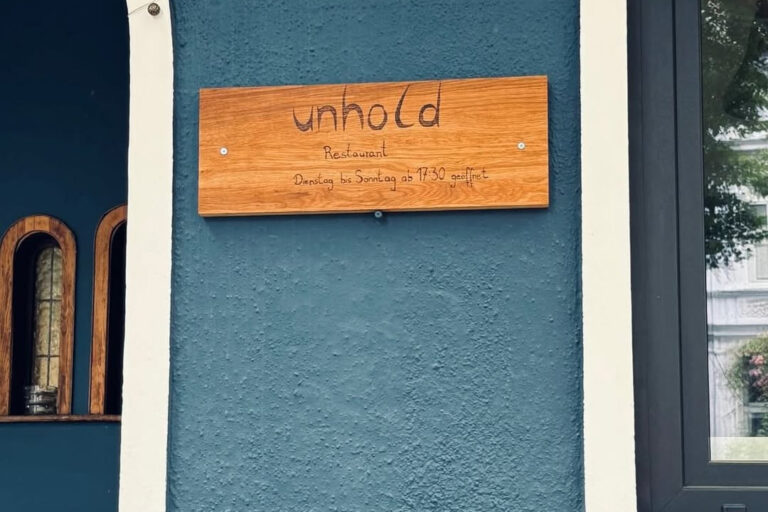 unhold
Restaurant
Dienstag bis Sonntag ab 17:30 geöffnet